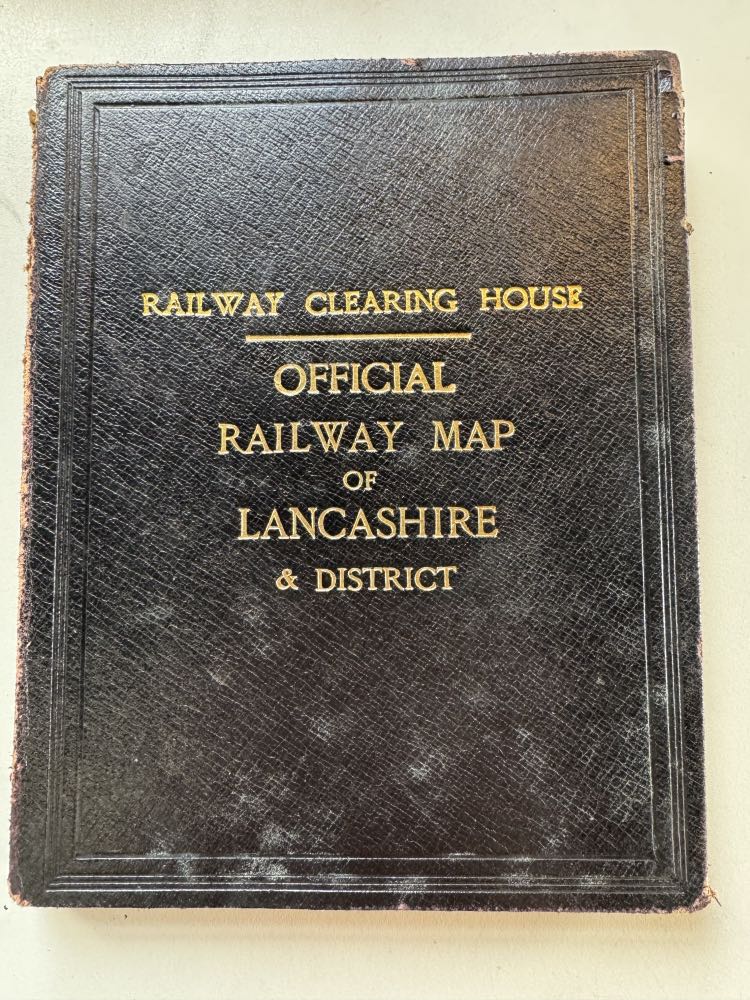 RAILWAY CLEARING HOUSE
OFFICIAL
RAILWAY MAP
OF
LANCASHIRE
& DISTRICT